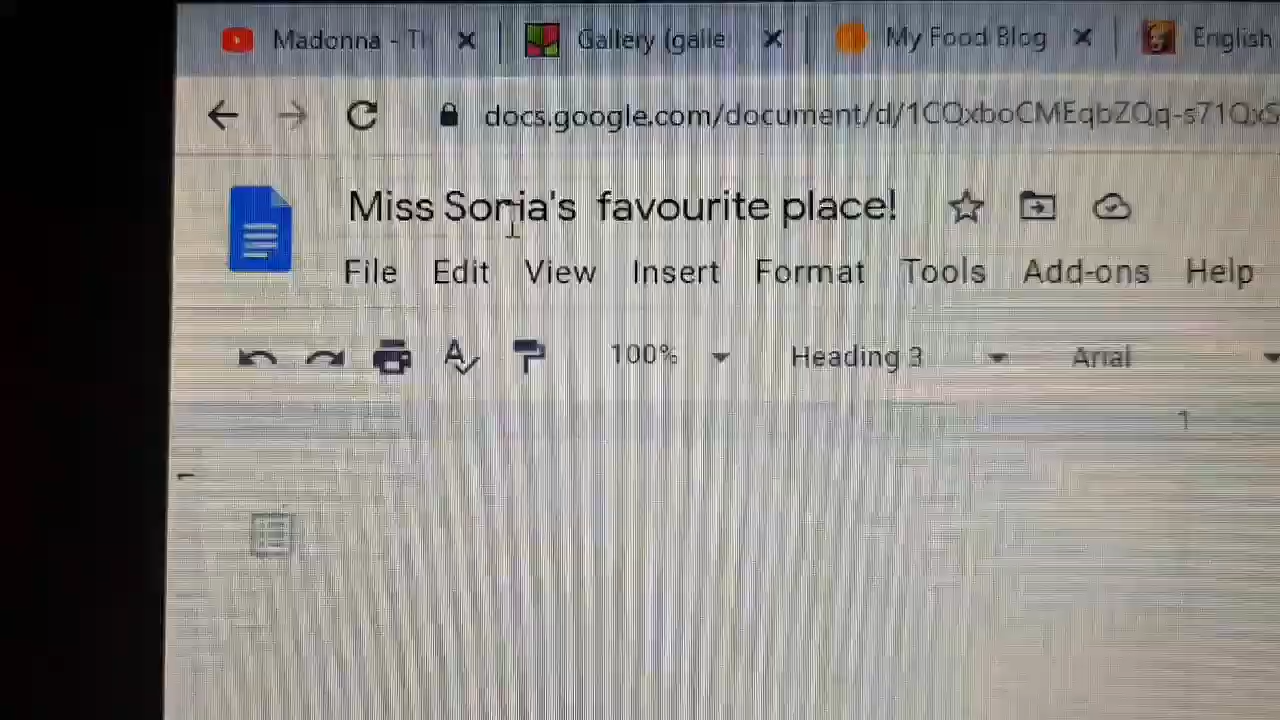 Madonna - Th
Gallery (galle
My Food Blog
English
docs.google.com/document/d/1CQxboCMEqbZQq-s71QxS
Miss Sonja's favourite place!
File Edit View Insert Format Tools Add-ons Help
100% Heading 3 Arial
1